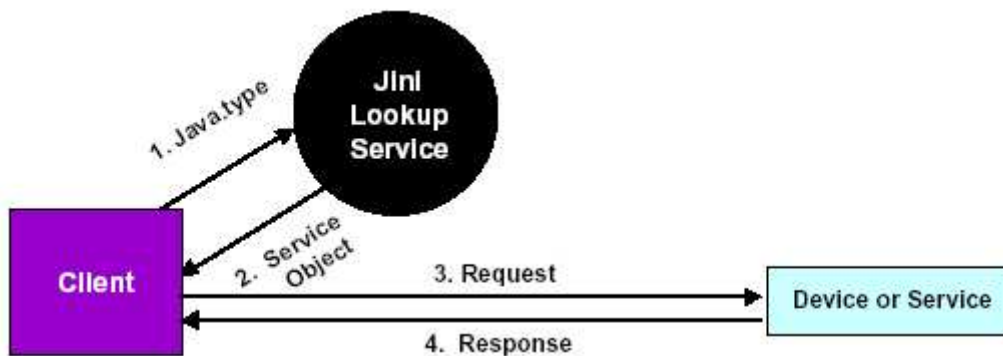 Jini
Lookup
Service
1. Java.type
2. Service
Object
Client
3. Request
Device or Service
4. Response